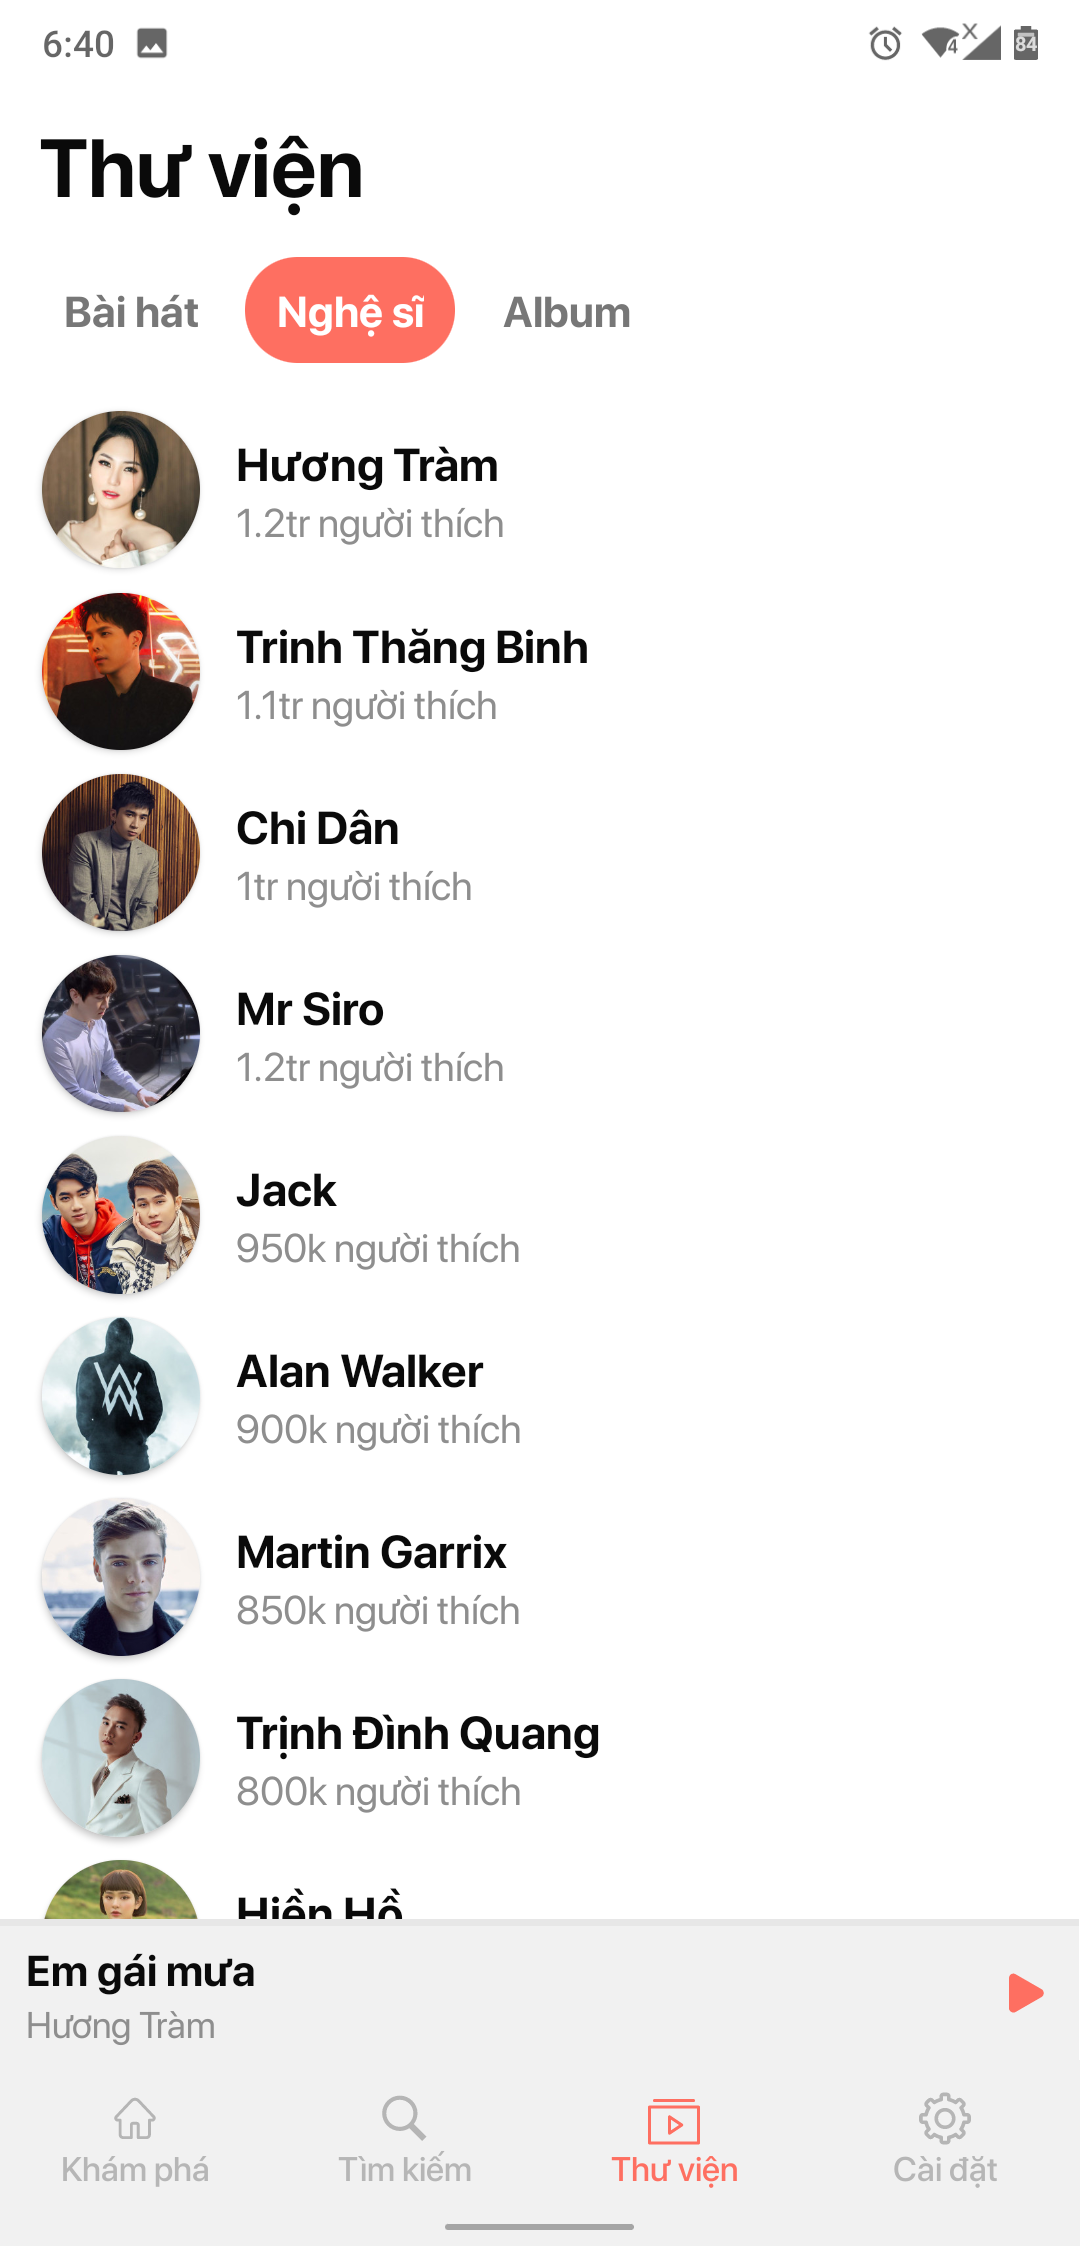 6:40
4
X
84
Thư viện
Bài hát
Nghệ sĩ
Album
Hương Tràm
1.2tr người thích
Trinh Thăng Binh
1.1tr người thích
Chi Dân
1tr người thích
Mr Siro
1.2tr người thích
Jack
950k người thích
Alan Walker
900k người thích
Martin Garrix
850k người thích
Trịnh Đình Quang
800k người thích
Hiền Hồ
Em gái mưa
Hương Tràm
Khám phá
Tìm kiếm
Thư viện
Cài đặt